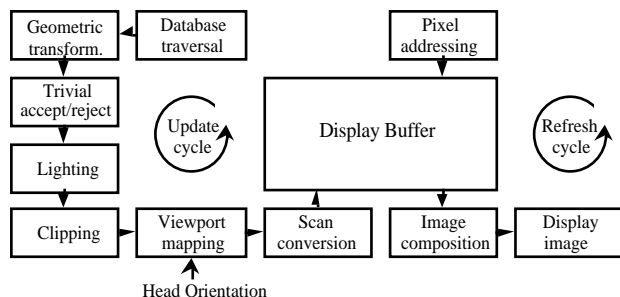 Geometric
transform.
Database
traversal
Pixel
addressing
Trivial
accept/reject
Update
cycle
Display Buffer
Refresh
cycle
Lighting
Clipping
Viewport
mapping
Scan
conversion
Image
composition
Display
image
Head Orientation